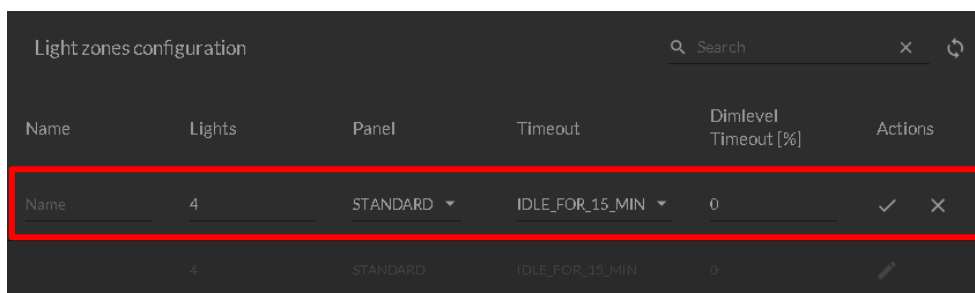 Light zones configuration Search
Name Lights Panel Timeout Dimlevel Timeout [%] Actions
Name 4 STANDARD IDLE_FOR_15_MIN 0
4 STANDARD IDLE_FOR_15_MIN 0